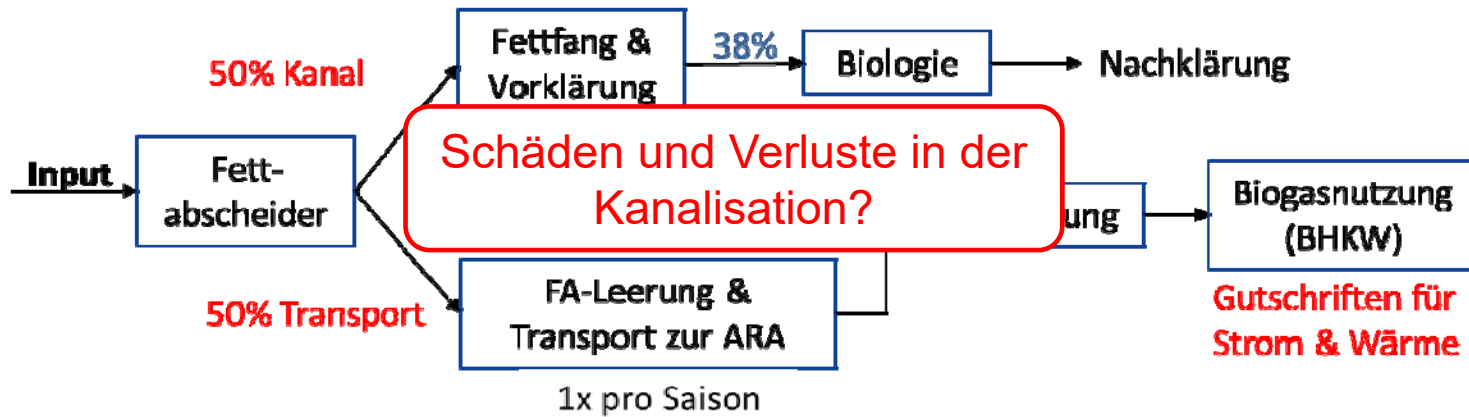 50% Kanal
Fettfang &
Vorklärung
38%
Biologie
Nachklärung
Input
Fett-
abscheider
Schäden und Verluste in der
Kanalisation?
ung
Biogasnutzung
(BHKW)
50% Transport
FA-Leerung &
Transport zur ARA
1x pro Saison
Gutschriften für
Strom & Wärme